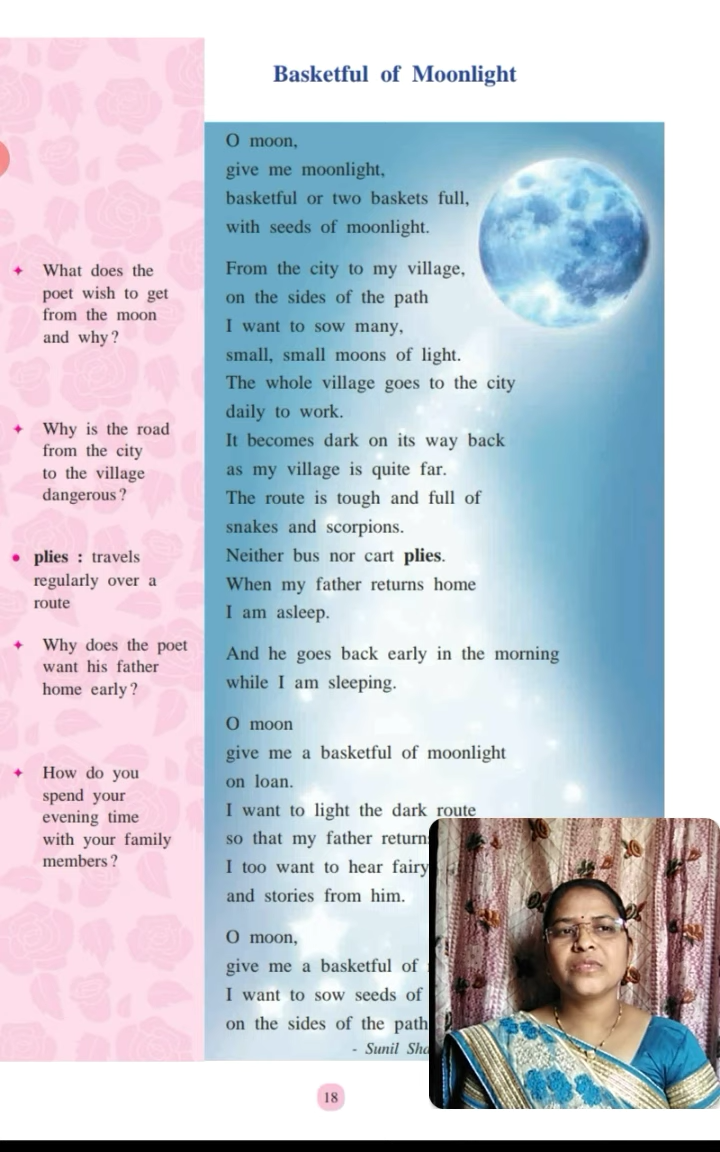 Basketful of Moonlight
O moon,
give me moonlight,
basketful or two baskets full,
with seeds of moonlight.
From the city to my village,
on the sides of the path
I want to sow many,
small, small moons of light.
The whole village goes to the city
daily to work.
It becomes dark on its way back
as my village is quite far.
The route is tough and full of
snakes and scorpions.
Neither bus nor cart plies.
When my father returns home
I am asleep.
And he goes back early in the morning
while I am sleeping.
O moon
give me a basketful of moonlight
on loan.
I want to light the dark route
so that my father
I too want to hear fairy
and stories from him.
O moon,
give me a basketful of
I want to sow seeds of
on the sides of the path
- Sunil
✦ What does the
poet wish to get
from the moon
and why?
✦ Why is the road
from the city
to the village
dangerous?
• plies : travels
regularly over a
route
✦ Why does the poet
want his father
home early?
✦ How do you
spend your
evening time
with your family
members?
18